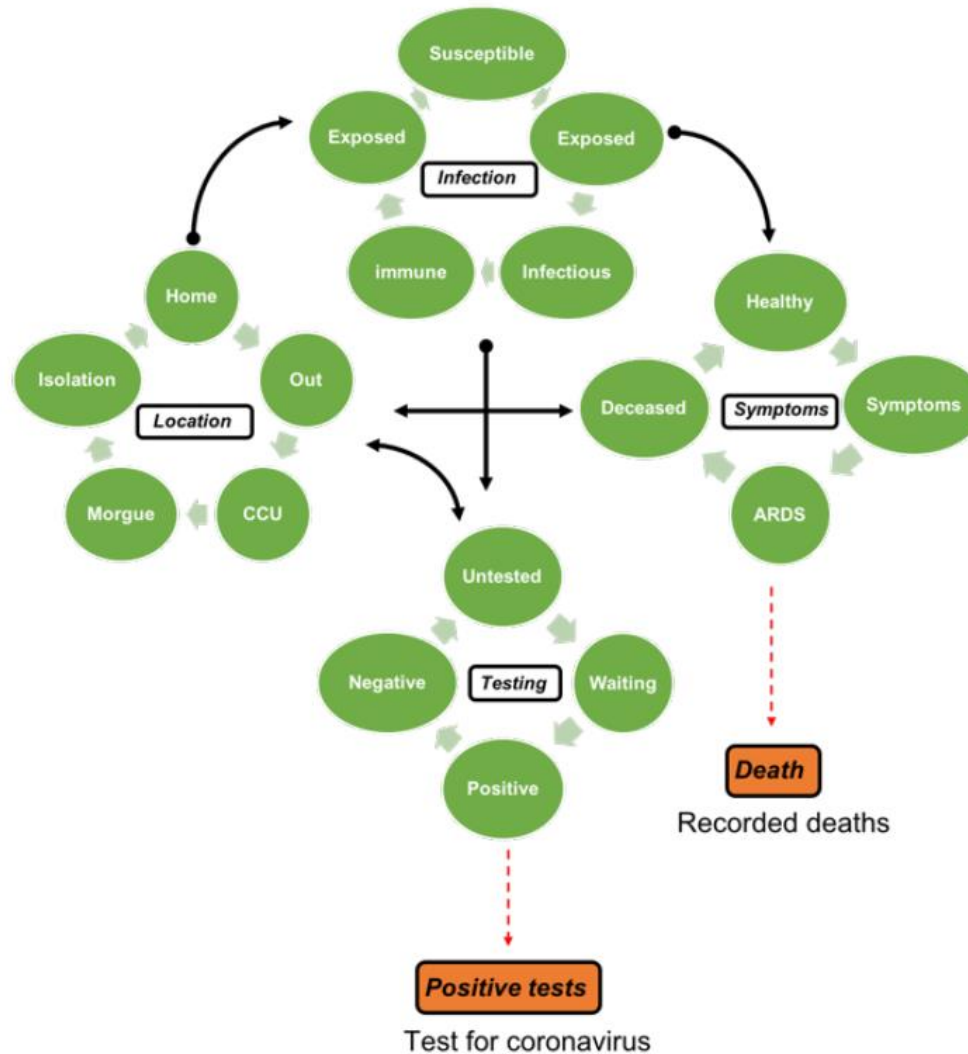 Susceptible
Exposed
Exposed
Infection
immune
Infectious
Home
Healthy
Isolation
Out
Location
Deceased
Symptoms
Symptoms
Morgue
CCU
ARDS
Untested
Negative
Testing
Waiting
Positive
Death
Recorded deaths
Positive tests
Test for coronavirus